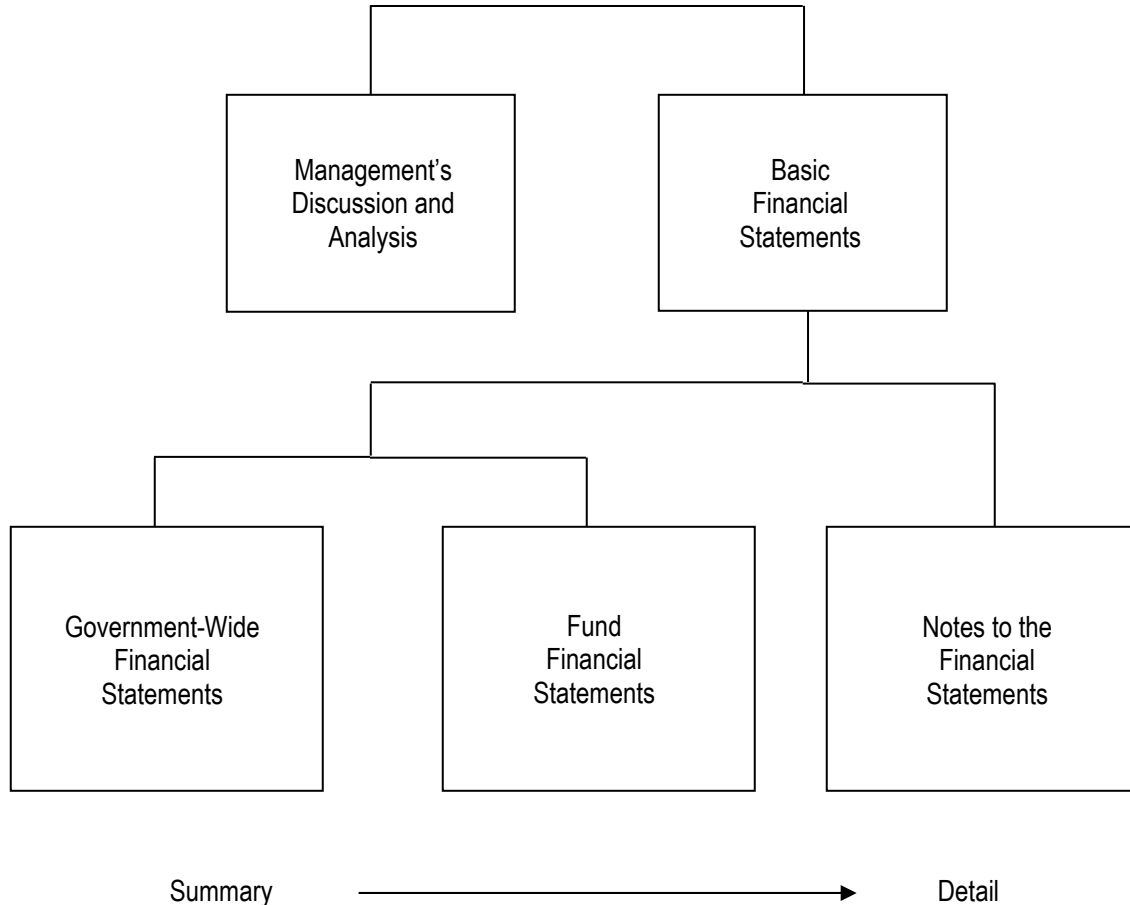 Management’s
Discussion and
Analysis
Basic
Financial
Statements
Government-Wide
Financial
Statements
Fund
Financial
Statements
Notes to the
Financial
Statements
Summary
Detail